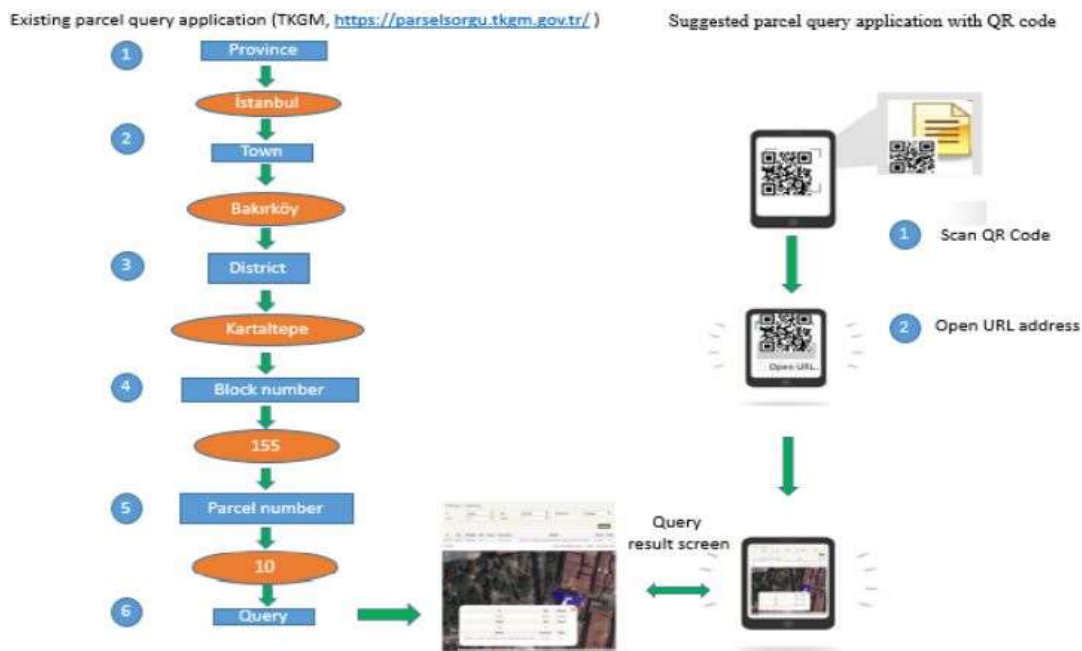 Existing parcel query application (TKGM, https://parselsorgu.tkgm.gov.tr/ )
Suggested parcel query application with QR code
1
Province
İstanbul
2
Town
Bakırköy
3
District
Kartaltepe
4
Block number
155
5
Parcel number
10
6
Query
1
Scan QR Code
2
Open URL address
Open URL.
Query
result screen